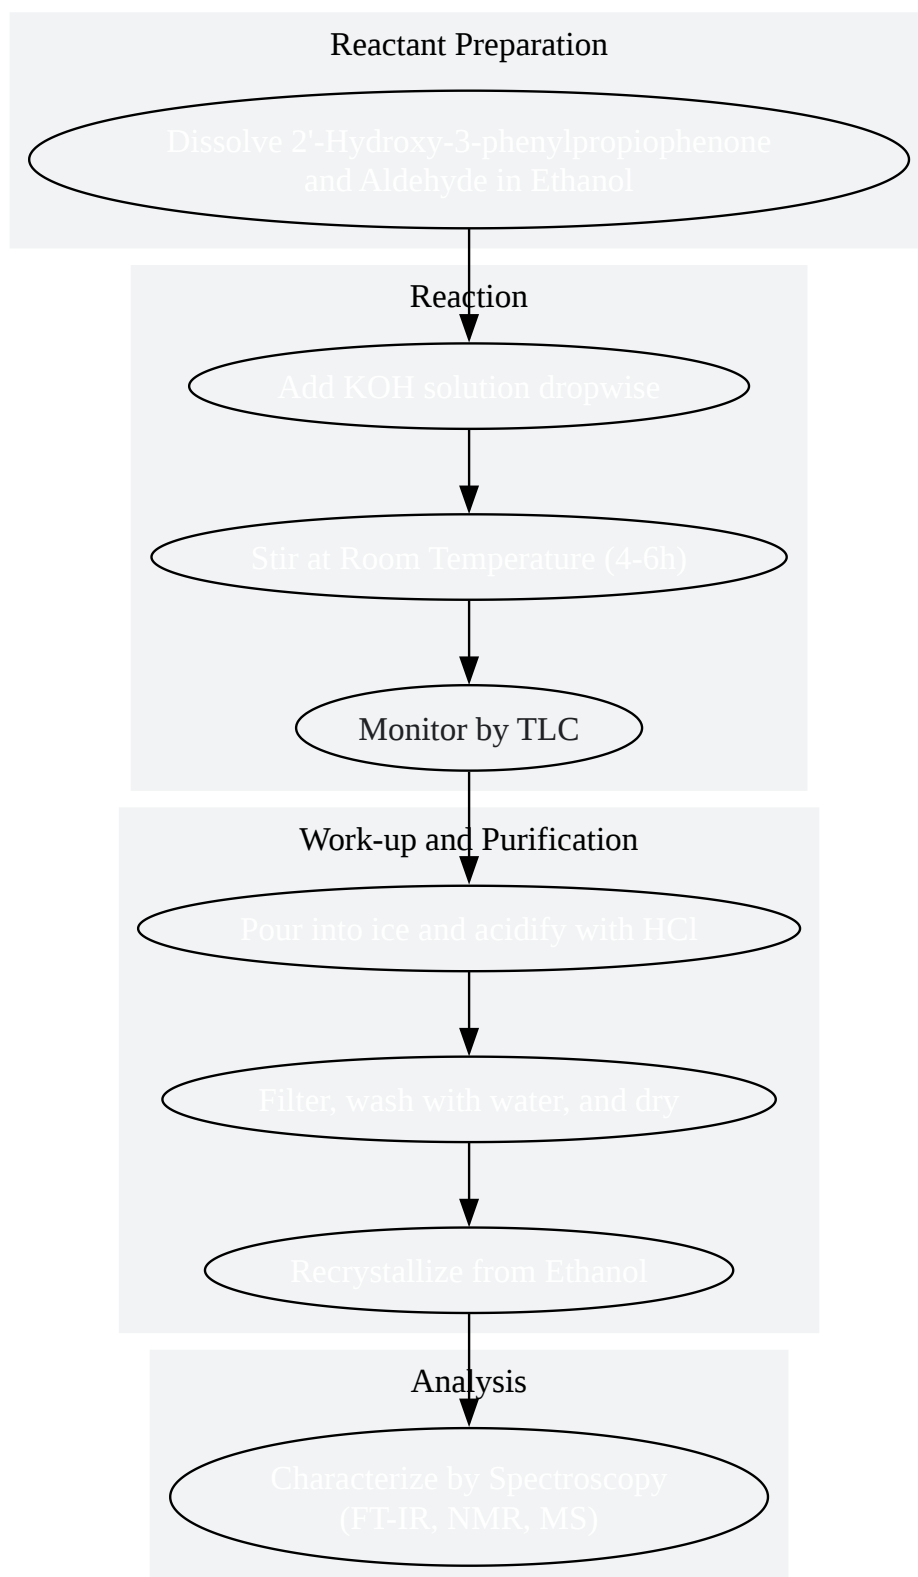 Reactant Preparation
Dissolve 2'-Hydroxy-3-phenylpropiophenone
and Aldehyde in Ethanol
Reaction
Add KOH solution dropwise
Stir at Room Temperature (4-6h)
Monitor by TLC
Work-up and Purification
Pour into ice and acidify with HCl
Filter, wash with water, and dry
Recrystallize from Ethanol
Analysis
Characterize by Spectroscopy
(FT-IR, NMR, MS)